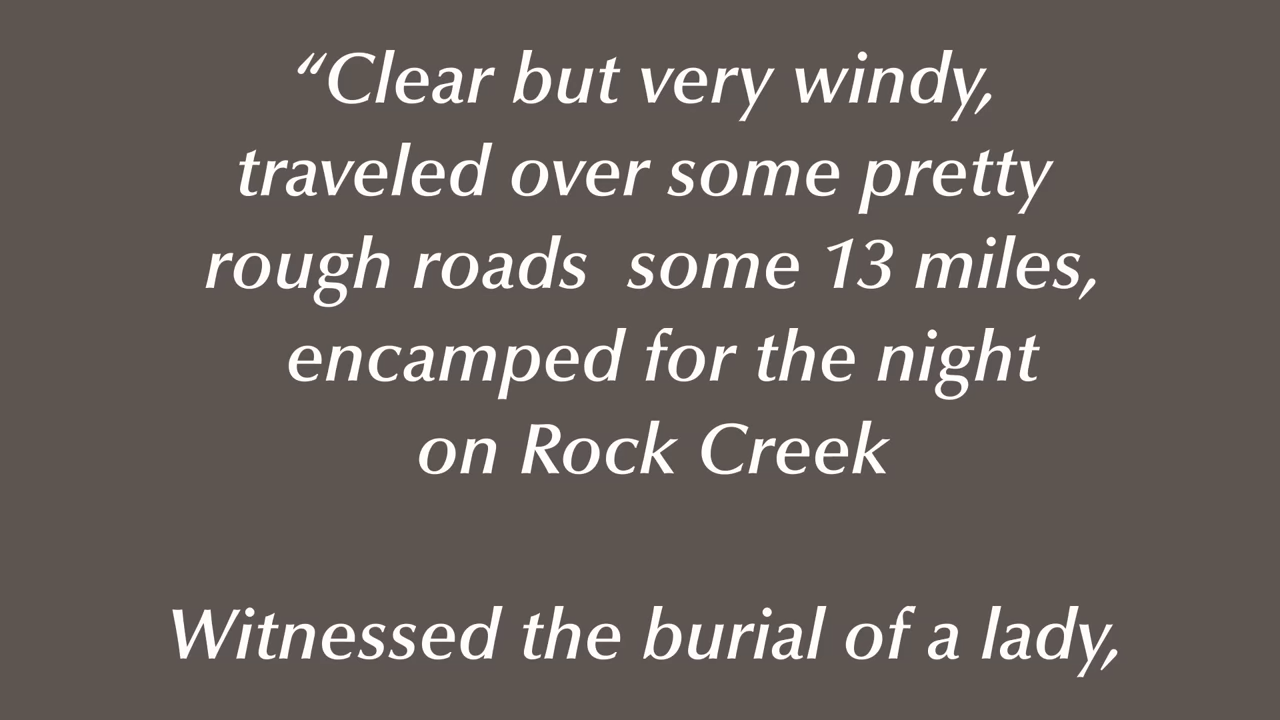 “Clear but very windy,
traveled over some pretty
rough roads  some 13 miles,
encamped for the night
on Rock Creek
Witnessed the burial of a lady,